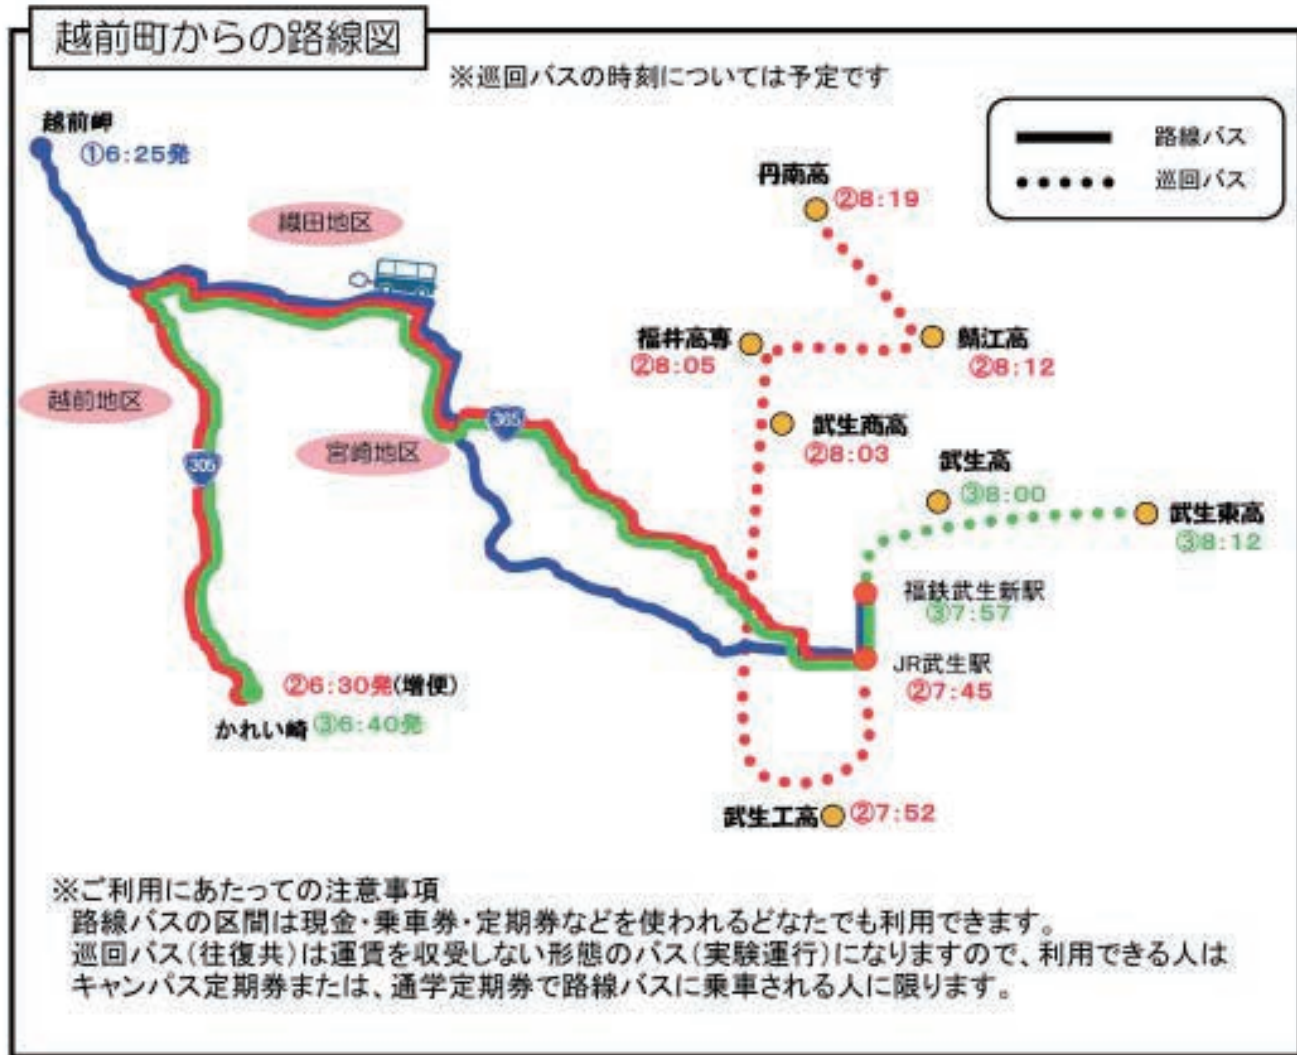 越前町からの路線図
※巡回バスの時刻については予定です
路線バス
巡回バス
越前岬
①6:25発
丹南高
②8:19
織田地区
福井高専
②8:05
鯖江高
②8:12
越前地区
365
宮崎地区
武生商高
②8:03
305
武生高
③8:00
武生東高
③8:12
福鉄武生新駅
③7:57
JR武生駅
②7:45
②6:30発(増便)
かれい崎 ③6:40発
武生工高 ②7:52
※ご利用にあたっての注意事項
路線バスの区間は現金・乗車券・定期券などを使われるどなたでも利用できます。
巡回バス(往復共)は運賃を収受しない形態のバス(実験運行)になりますので、利用できる人は
キャンパス定期券または、通学定期券で路線バスに乗車される人に限ります。